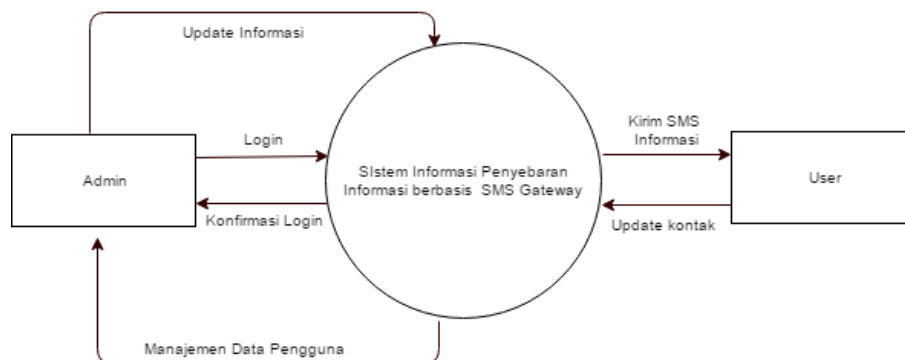 Update Informasi
Login
Admin
Konfirmasi Login
SIstem Informasi Penyebaran
Informasi berbasis SMS Gateway
Kirim SMS
Informasi
User
Update kontak
Manajemen Data Pengguna